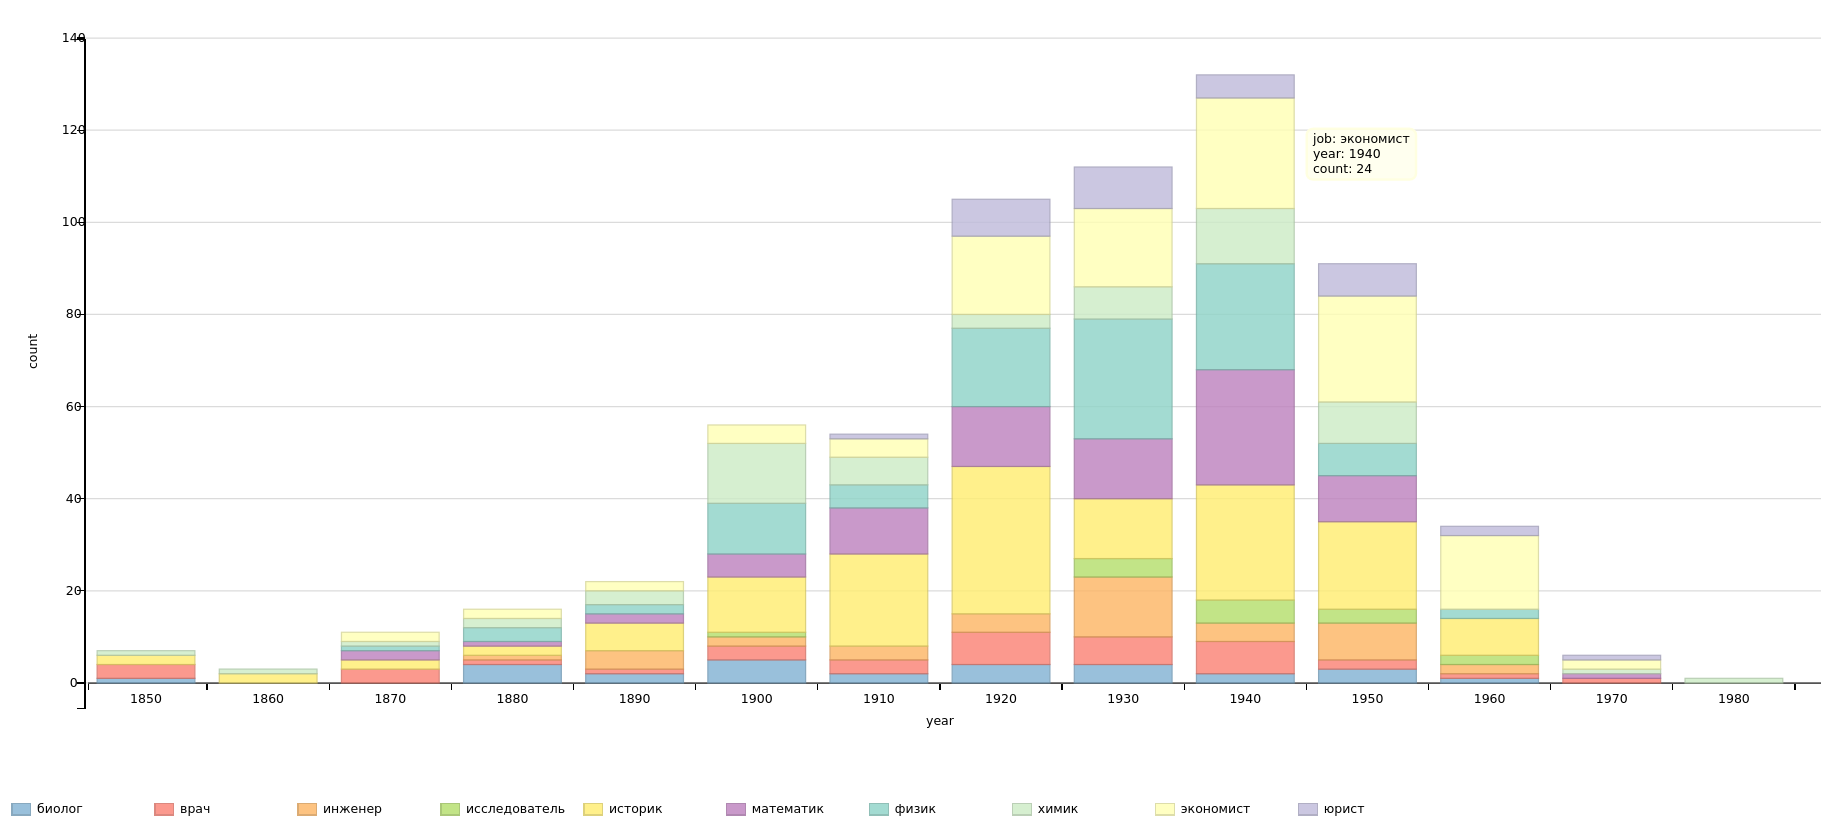 140
120
100
80
60
40
20
0
count
job: экономист
year: 1940
count: 24
1850 1860 1870 1880 1890 1900 1910 1920 1930 1940 1950 1960 1970 1980
year
биолог врач инженер исследователь историк математик физик химик экономист юрист